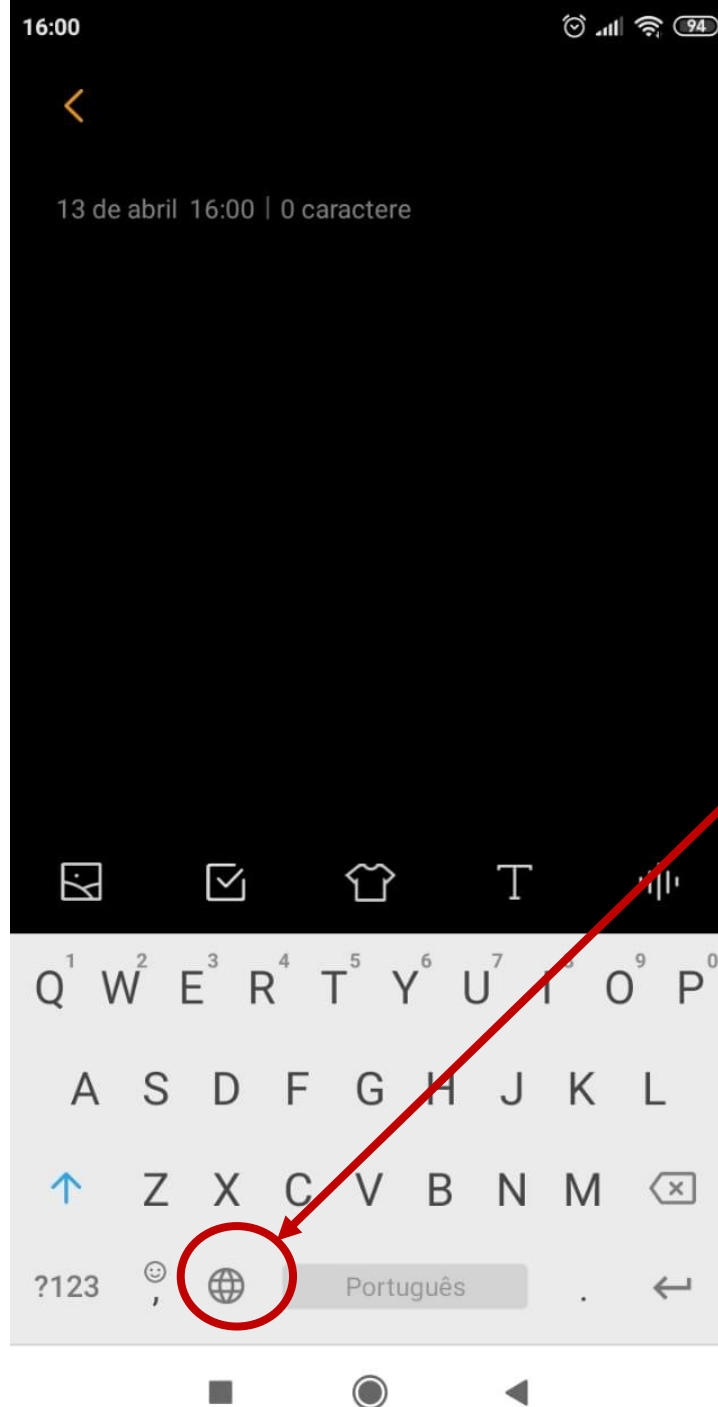 16:00 94
13 de abril 16:00 | 0 caractere
T
1 2 3 4 5 6 7 8 9 0
Q W E R T Y U I O P
A S D F G H J K L
Z X C V B N M
?123 , Português .